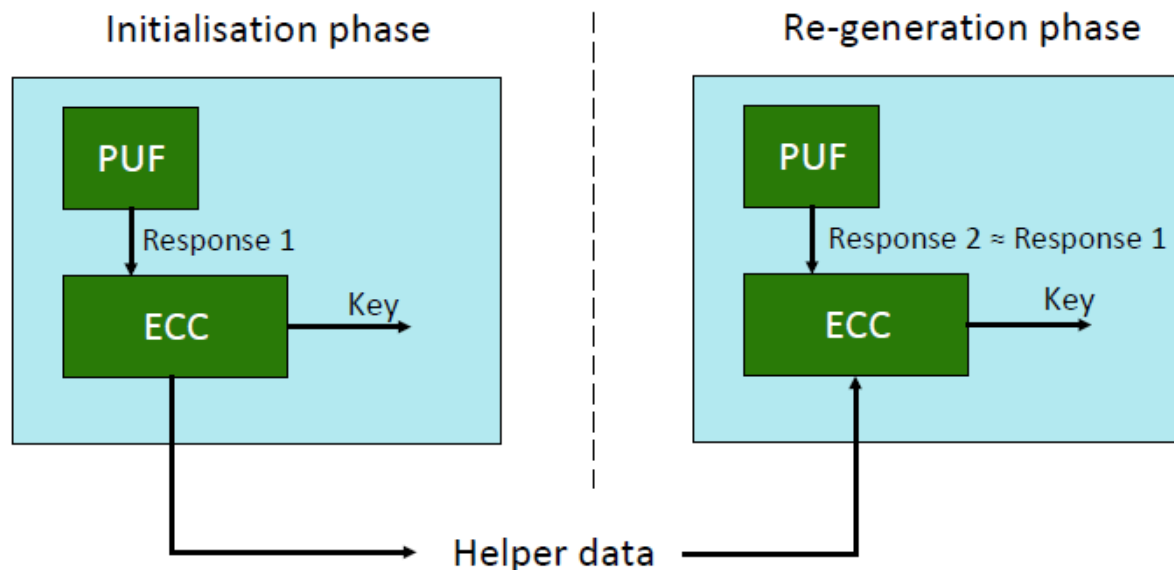 Initialisation phase
Re-generation phase
PUF
Response 1
ECC
Key
PUF
Response 2 ≈ Response 1
ECC
Key
Helper data